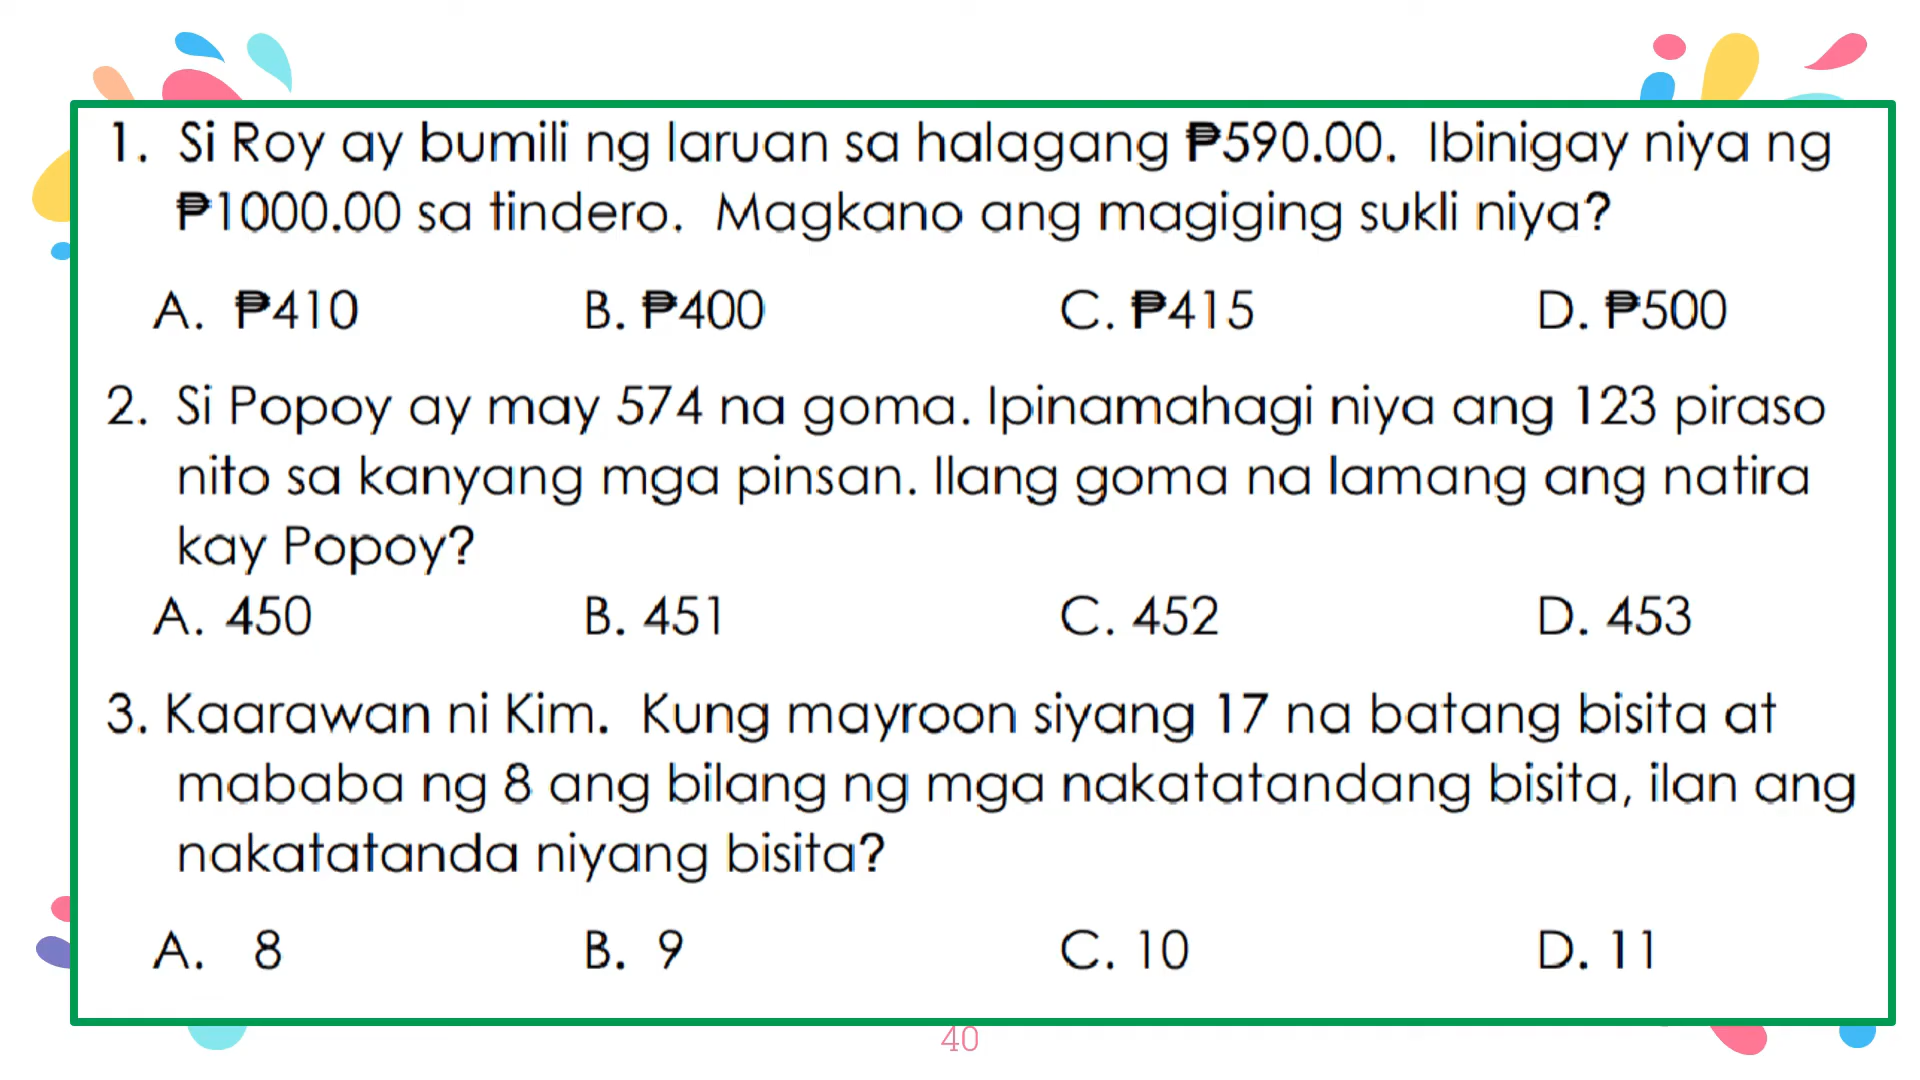 1. Si Roy ay bumili ng laruan sa halagang ₱590.00. Ibinigay niya ng
₱1000.00 sa tindero. Magkano ang magiging sukli niya?
A. ₱410 B. ₱400 C. ₱415 D. ₱500
2. Si Popoy ay may 574 na goma. Ipinamahagi niya ang 123 piraso
nito sa kanyang mga pinsan. Ilang goma na lamang ang natira
kay Popoy?
A. 450 B. 451 C. 452 D. 453
3. Kaarawan ni Kim. Kung mayroon siyang 17 na batang bisita at
mababa ng 8 ang bilang ng mga nakatatandang bisita, ilan ang
nakatatanda niyang bisita?
A. 8 B. 9 C. 10 D. 11
40